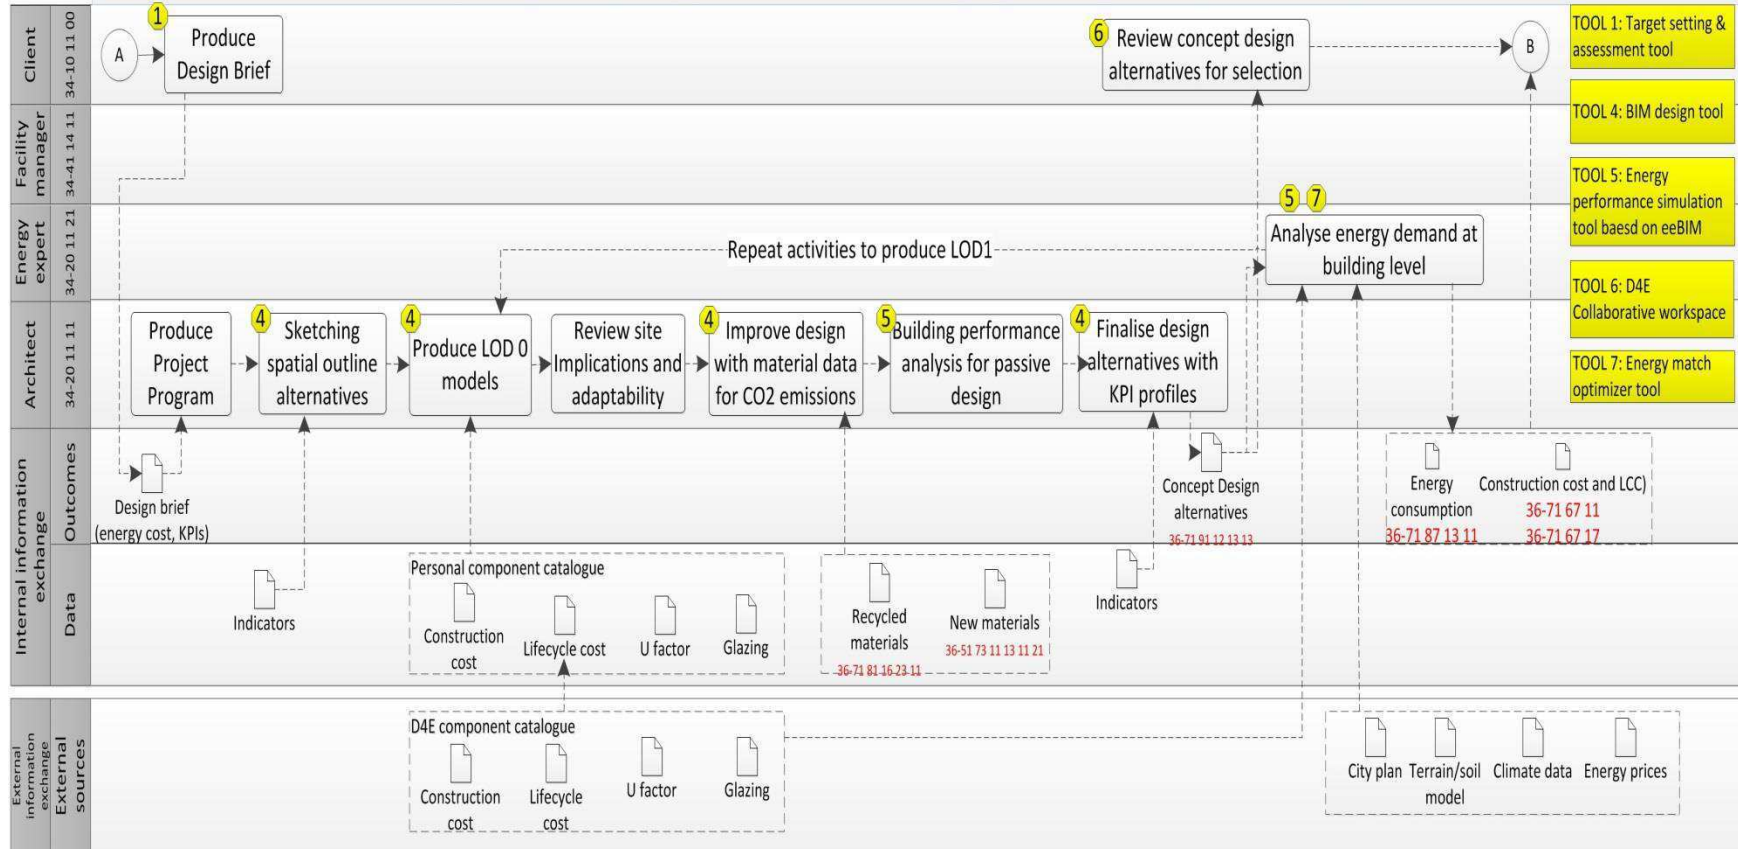 Client
34-10 11 00
A
1
Produce
Design Brief
6
Review concept design
alternatives for selection
B
TOOL 1: Target setting &
assessment tool
TOOL 4: BIM design tool
TOOL 5: Energy
performance simulation
tool baesd on eeBIM
TOOL 6: D4E
Collaborative workspace
TOOL 7: Energy match
optimizer tool
Facility
manager
34-41 14 11
Energy
expert
34-20 11 21
Repeat activities to produce LOD1
5
7
Analyse energy demand at
building level
Architect
34-20 11 11
Produce
Project
Program
4
Sketching
spatial outline
alternatives
4
Produce LOD 0
models
Review site
Implications and
adaptability
4
Improve design
with material data
for CO2 emissions
5
Building performance
analysis for passive
design
4
Finalise design
alternatives with
KPI profiles
Internal information
exchange
Outcomes
Design brief
(energy cost, KPIs)
Concept Design
alternatives
36-71 91 12 13 13
Energy
consumption
36-71 87 13 11
Construction cost and LCC)
36-71 67 11
36-71 67 17
Data
Indicators
Personal component catalogue
Construction
cost
Lifecycle cost
U factor
Glazing
Recycled
materials
36-71 81 16 23 11
New materials
36-51 73 11 13 11 21
Indicators
External
information
exchange
External
sources
D4E component catalogue
Construction
cost
Lifecycle
cost
U factor
Glazing
City plan
Terrain/soil
model
Climate data
Energy prices